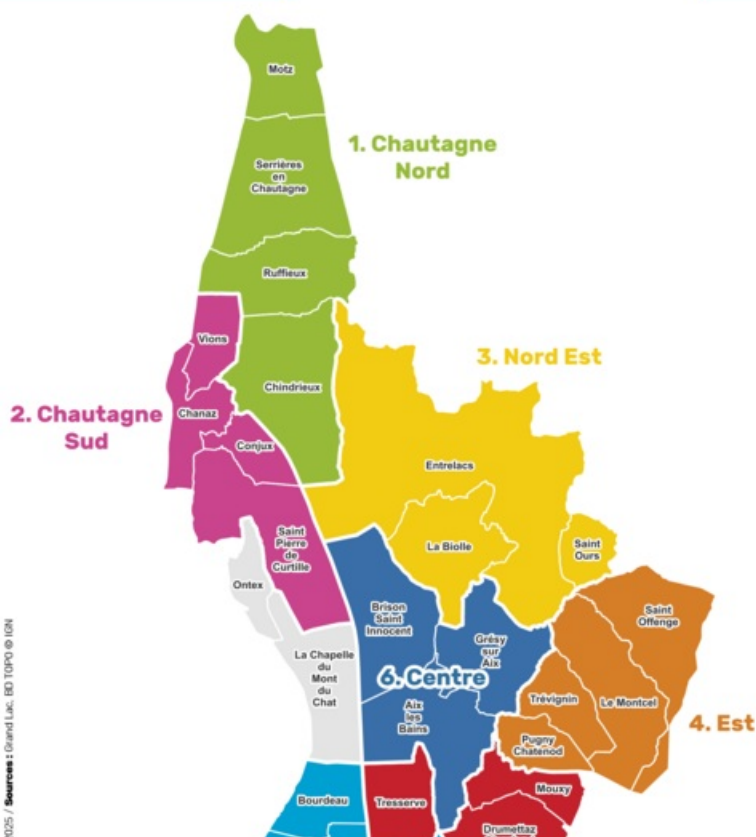 Motz
Serrières
en
Chautagne
1. Chautagne
Nord
Ruffieux
Vions
Chindrieux
3. Nord Est
2. Chautagne
Sud
Chanaz
Conjux
Entrelacs
Saint
Pierre
de
Curtille
La Biolle
Saint
Ours
Ontex
Brison
Saint
Innocent
Saint
Offenge
Grésy
sur
Aix
La Chapelle
du
Mont
du
Chat
6. Centre
Trévignin
Le Montcel
Aix
les
Bains
4. Est
Pugny
Chatenod
Bourdeau
Tresserve
Mouxy
Drumettaz
025 / Sources : Grand Lac, BD TOPO © IGN